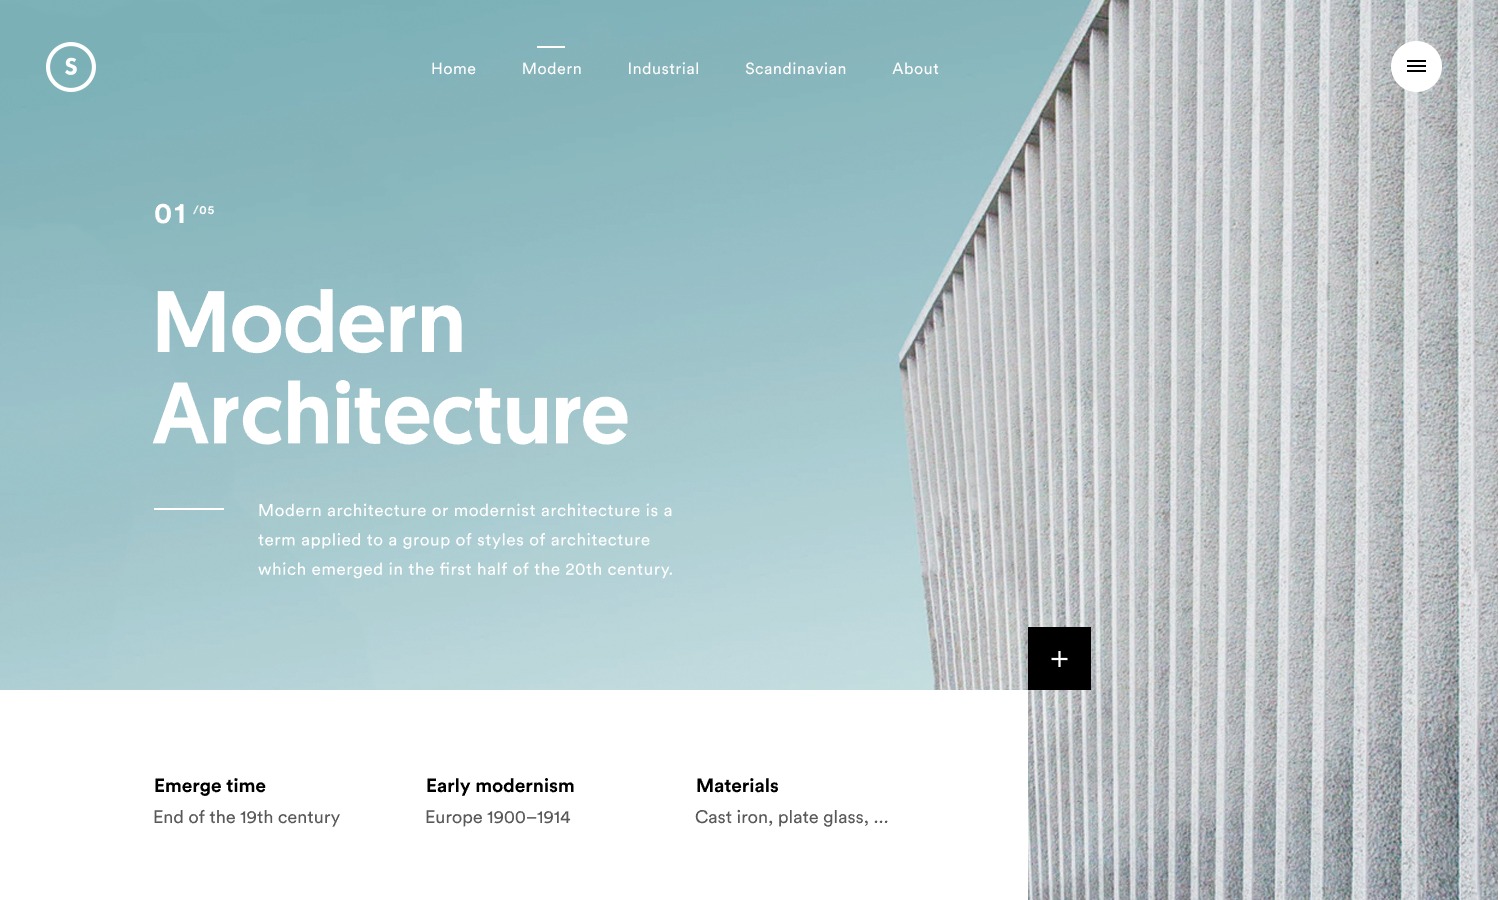 S
Home Modern Industrial Scandinavian About
01 /05
Modern
Architecture
Modern architecture or modernist architecture is a
term applied to a group of styles of architecture
which emerged in the first half of the 20th century.
+
Emerge time Early modernism Materials
End of the 19th century Europe 1900–1914 Cast iron, plate glass, ...